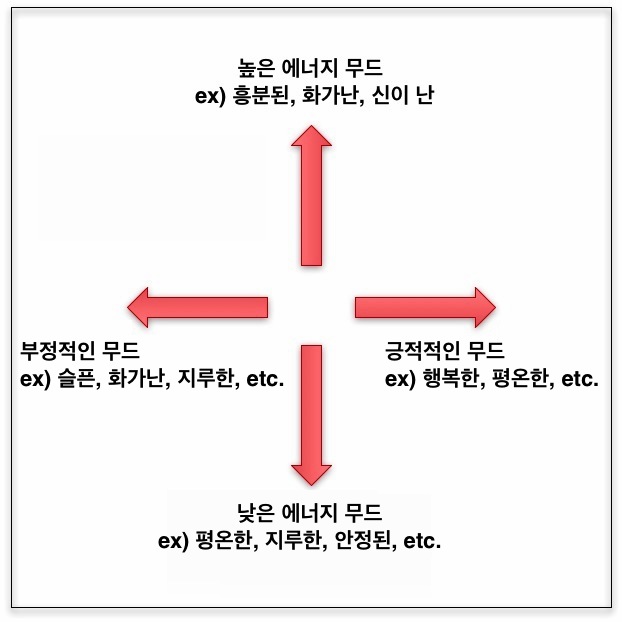 높은 에너지 무드
ex) 흥분된, 화가난, 신이 난
부정적인 무드
ex) 슬픈, 화가난, 지루한, etc.
긍적적인 무드
ex) 행복한, 평온한, etc.
낮은 에너지 무드
ex) 평온한, 지루한, 안정된, etc.